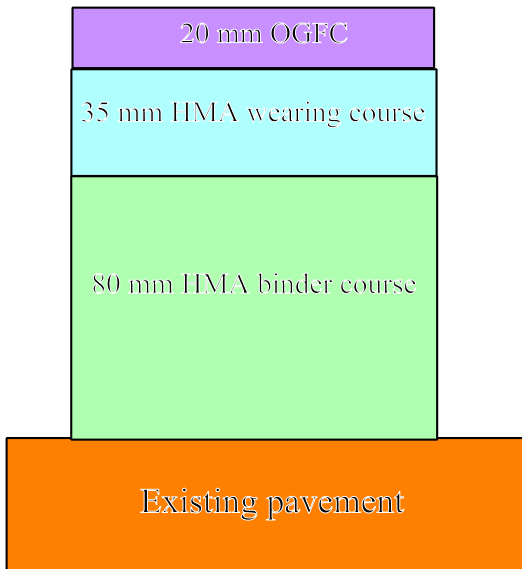 20 mm OGFC
35 mm HMA wearing course
80 mm HMA binder course
Existing pavement